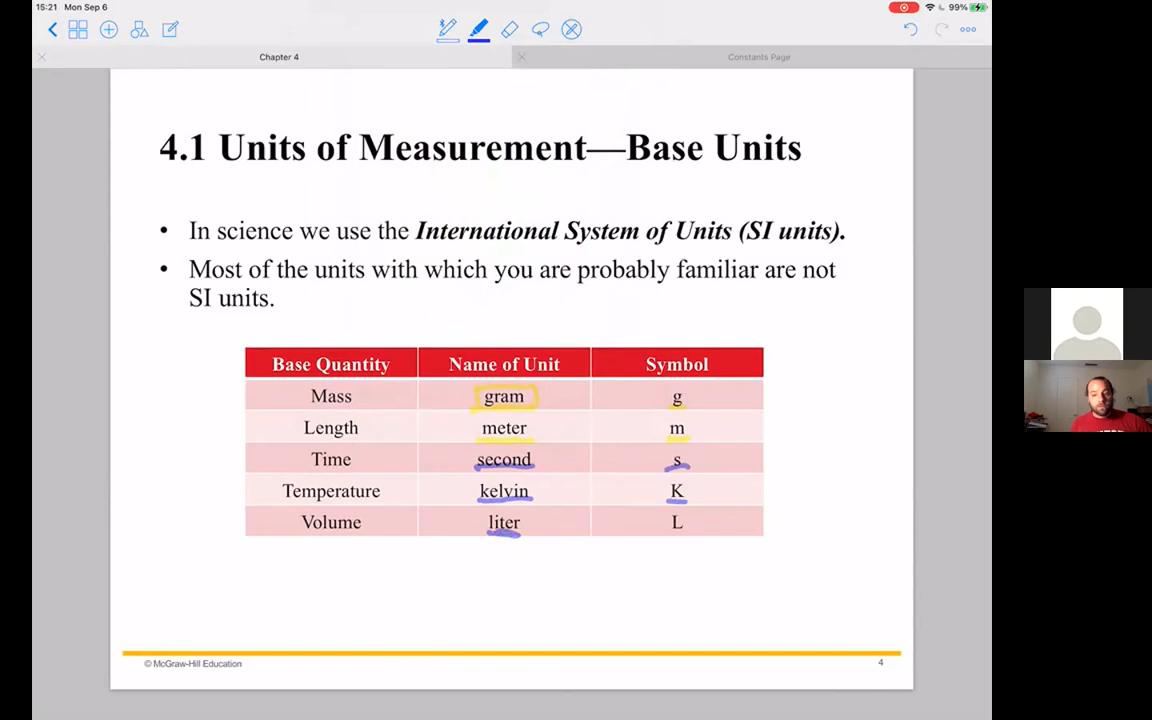 15:21 Mon Sep 6
99%
Chapter 4
Constants Page
4.1 Units of Measurement—Base Units
• In science we use the International System of Units (SI units).
• Most of the units with which you are probably familiar are not
SI units.
Base Quantity Name of Unit Symbol
Mass gram g
Length meter m
Time second s
Temperature kelvin K
Volume liter L
© McGraw-Hill Education
4